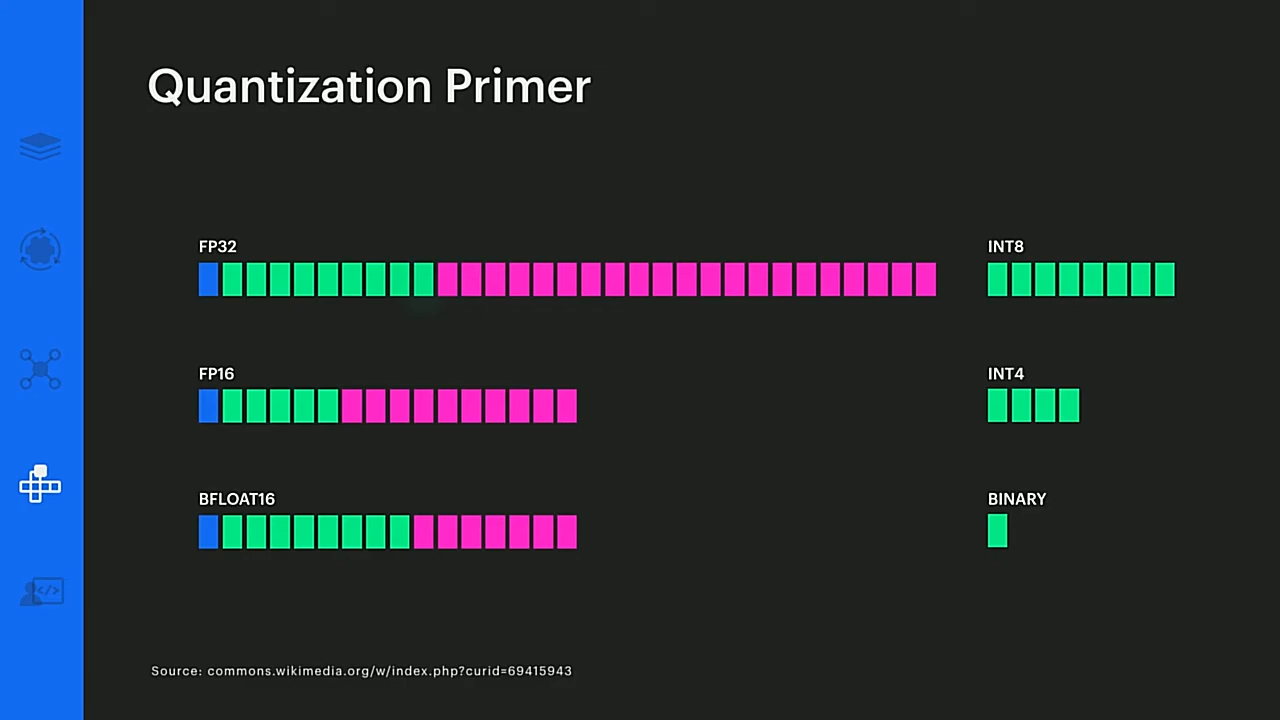 Quantization Primer
FP32
INT8
FP16
INT4
BFLOAT16
BINARY
Source: commons.wikimedia.org/w/index.php?curid=69415943